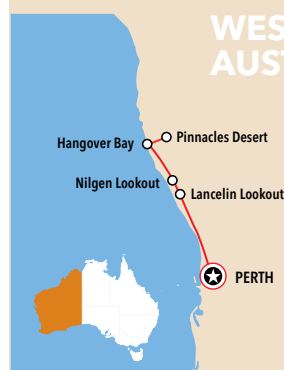 WES
AUST
Pinnacles Desert
Hangover Bay
Nilgen Lookout
Lancelin Lookout
PERTH